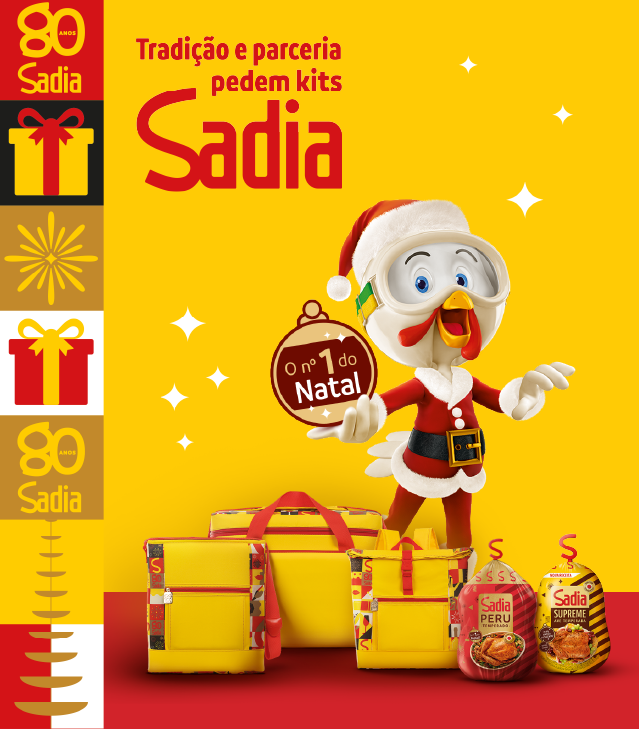 80
ANOS
Sadia
Tradição e parceria
pedem kits
Sadia
O nº 1 do
Natal
80
ANOS
Sadia
Sadia
PERU
TEMPERADO
Sadia
SUPREME
AVE TEMPERADA